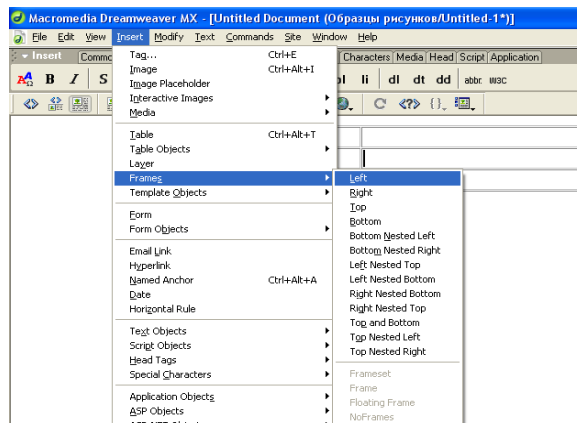 Macromedia Dreamweaver MX - [Untitled Document (Образцы рисунков/Untitled-1*)]
File Edit View Insert Modify Text Commands Site Window Help
Insert Characters Media Head Script Application
B I S li dl dt dd abbr. W3C
Tag... Ctrl+E
Image Ctrl+Alt+I
Image Placeholder
Interactive Images
Media
Table Ctrl+Alt+T
Table Objects
Layer
Frames
Template Objects
Form
Form Objects
Email Link
Hyperlink
Named Anchor Ctrl+Alt+A
Date
Horizontal Rule
Text Objects
Script Objects
Head Tags
Special Characters
Application Objects
ASP Objects
Left
Right
Top
Bottom
Bottom Nested Left
Bottom Nested Right
Left Nested Top
Left Nested Bottom
Right Nested Bottom
Right Nested Top
Top and Bottom
Top Nested Left
Top Nested Right
Frameset
Frame
Floating Frame
NoFrames